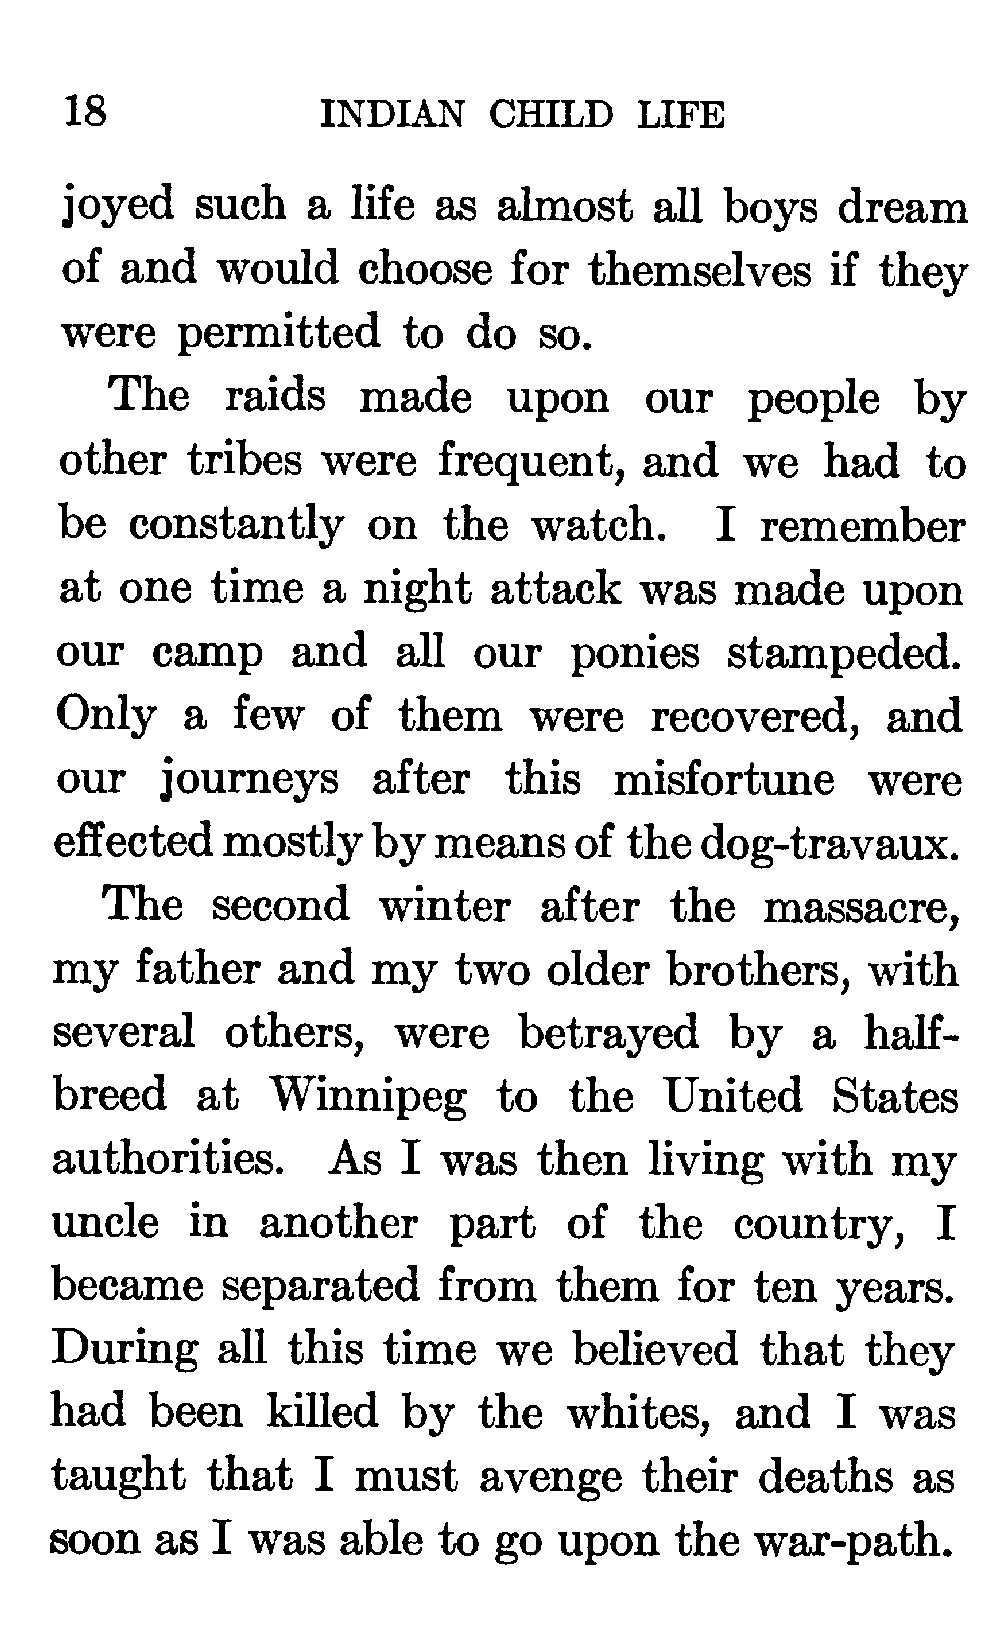 18 INDIAN CHILD LIFE
joyed such a life as almost all boys dream
of and would choose for themselves if they
were permitted to do so.
The raids made upon our people by
other tribes were frequent, and we had to
be constantly on the watch. I remember
at one time a night attack was made upon
our camp and all our ponies stampeded.
Only a few of them were recovered, and
our journeys after this misfortune were
effected mostly by means of the dog-travaux.
The second winter after the massacre,
my father and my two older brothers, with
several others, were betrayed by a half-
breed at Winnipeg to the United States
authorities. As I was then living with my
uncle in another part of the country, I
became separated from them for ten years.
During all this time we believed that they
had been killed by the whites, and I was
taught that I must avenge their deaths as
soon as I was able to go upon the war-path.